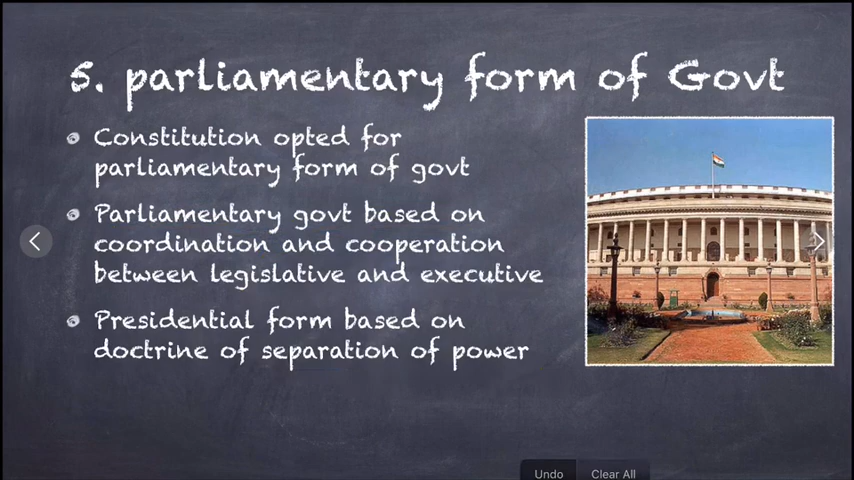 5. parliamentary form of Govt
Constitution opted for
parliamentary form of govt
Parliamentary govt based on
coordination and cooperation
between legislative and executive
Presidential form based on
doctrine of separation of power
Undo Clear All